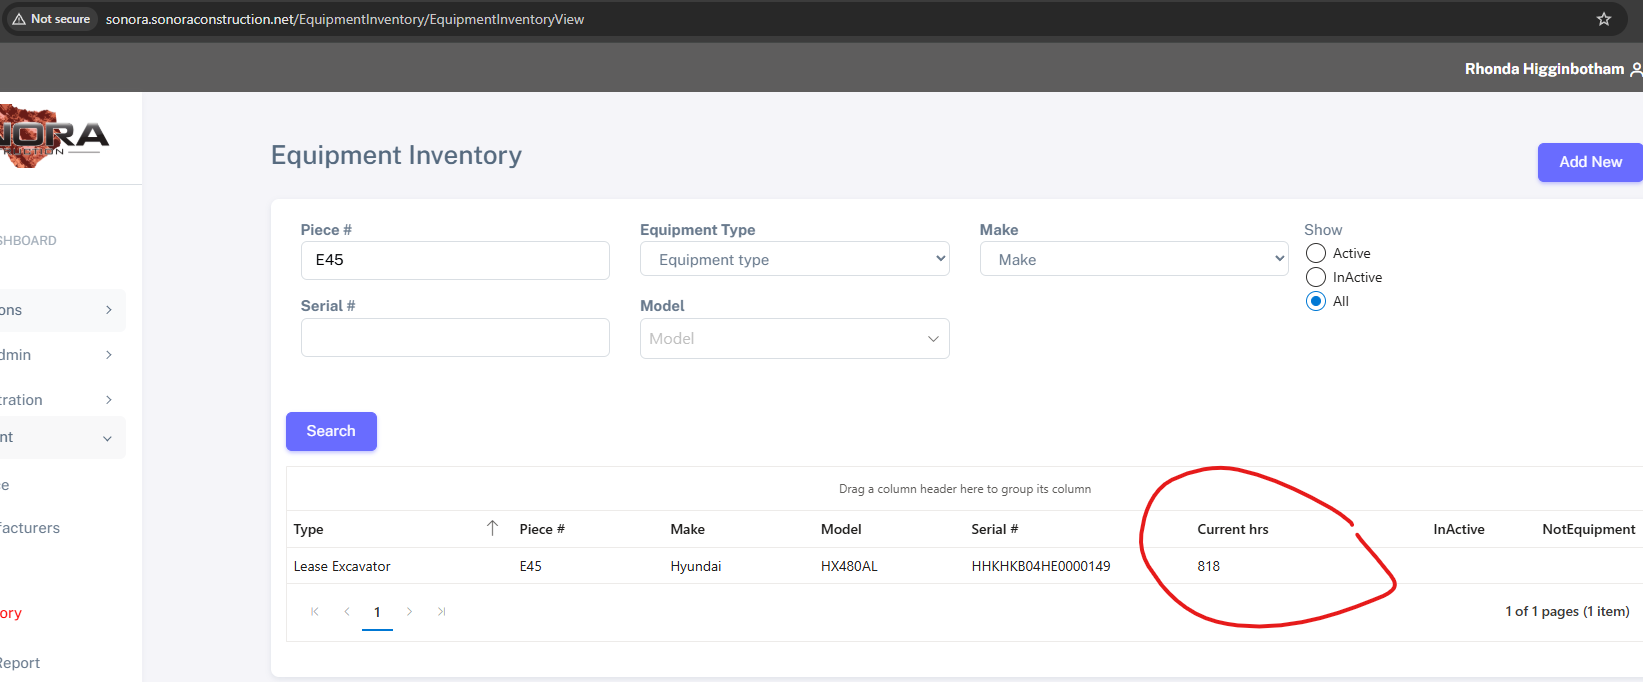 Not secure sonora.sonoraconstruction.net/EquipmentInventory/EquipmentInventoryView
Rhonda Higginbotham
NORA
Equipment Inventory
Add New
SHBOARD
ons
dmin
tration
nt
e
facturers
ory
Report
Piece # Equipment Type Make Show
E45 Equipment type Make Active
InActive
All
Serial # Model
Model
Search
Drag a column header here to group its column
Type Piece # Make Model Serial # Current hrs InActive NotEquipment
Lease Excavator E45 Hyundai HX480AL HHKHKB04HE0000149 818
1 1 of 1 pages (1 item)